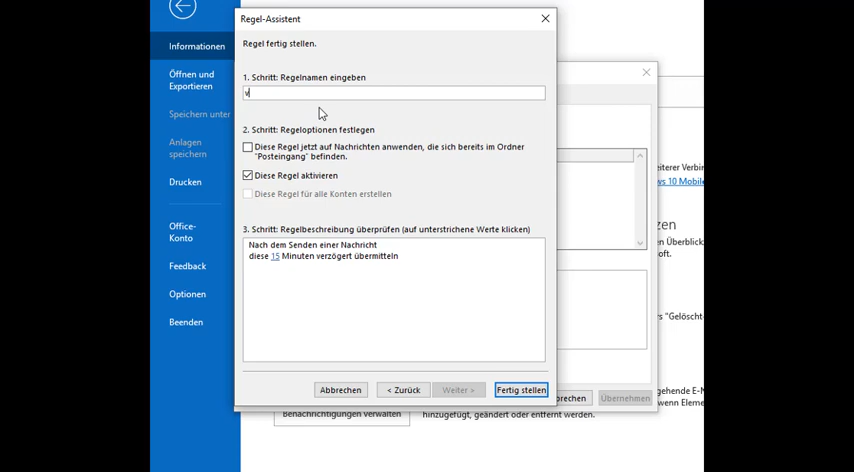 Regel-Assistent
Regel fertig stellen.
1. Schritt: Regelnamen eingeben
v
2. Schritt: Regeloptionen festlegen
Diese Regel jetzt auf Nachrichten anwenden, die sich bereits im Ordner
"Posteingang" befinden.
Diese Regel aktivieren
Diese Regel für alle Konten erstellen
3. Schritt: Regelbeschreibung überprüfen (auf unterstrichene Werte klicken)
Nach dem Senden einer Nachricht
diese 15 Minuten verzögert übermitteln
Abbrechen
< Zurück
Weiter >
Fertig stellen
Informationen
Öffnen und
Exportieren
Speichern unter
Anlagen
speichern
Drucken
Office-
Konto
Feedback
Optionen
Beenden
eiterer Verbin
ws 10 Mobile
zen
en Überblick
oft.
rs "Gelöscht-
gehende E-N
wenn Elem
brechen
Übernehmen
Benachrichtigungen verwalten
hinzugefügt, geändert oder entfernt werden.